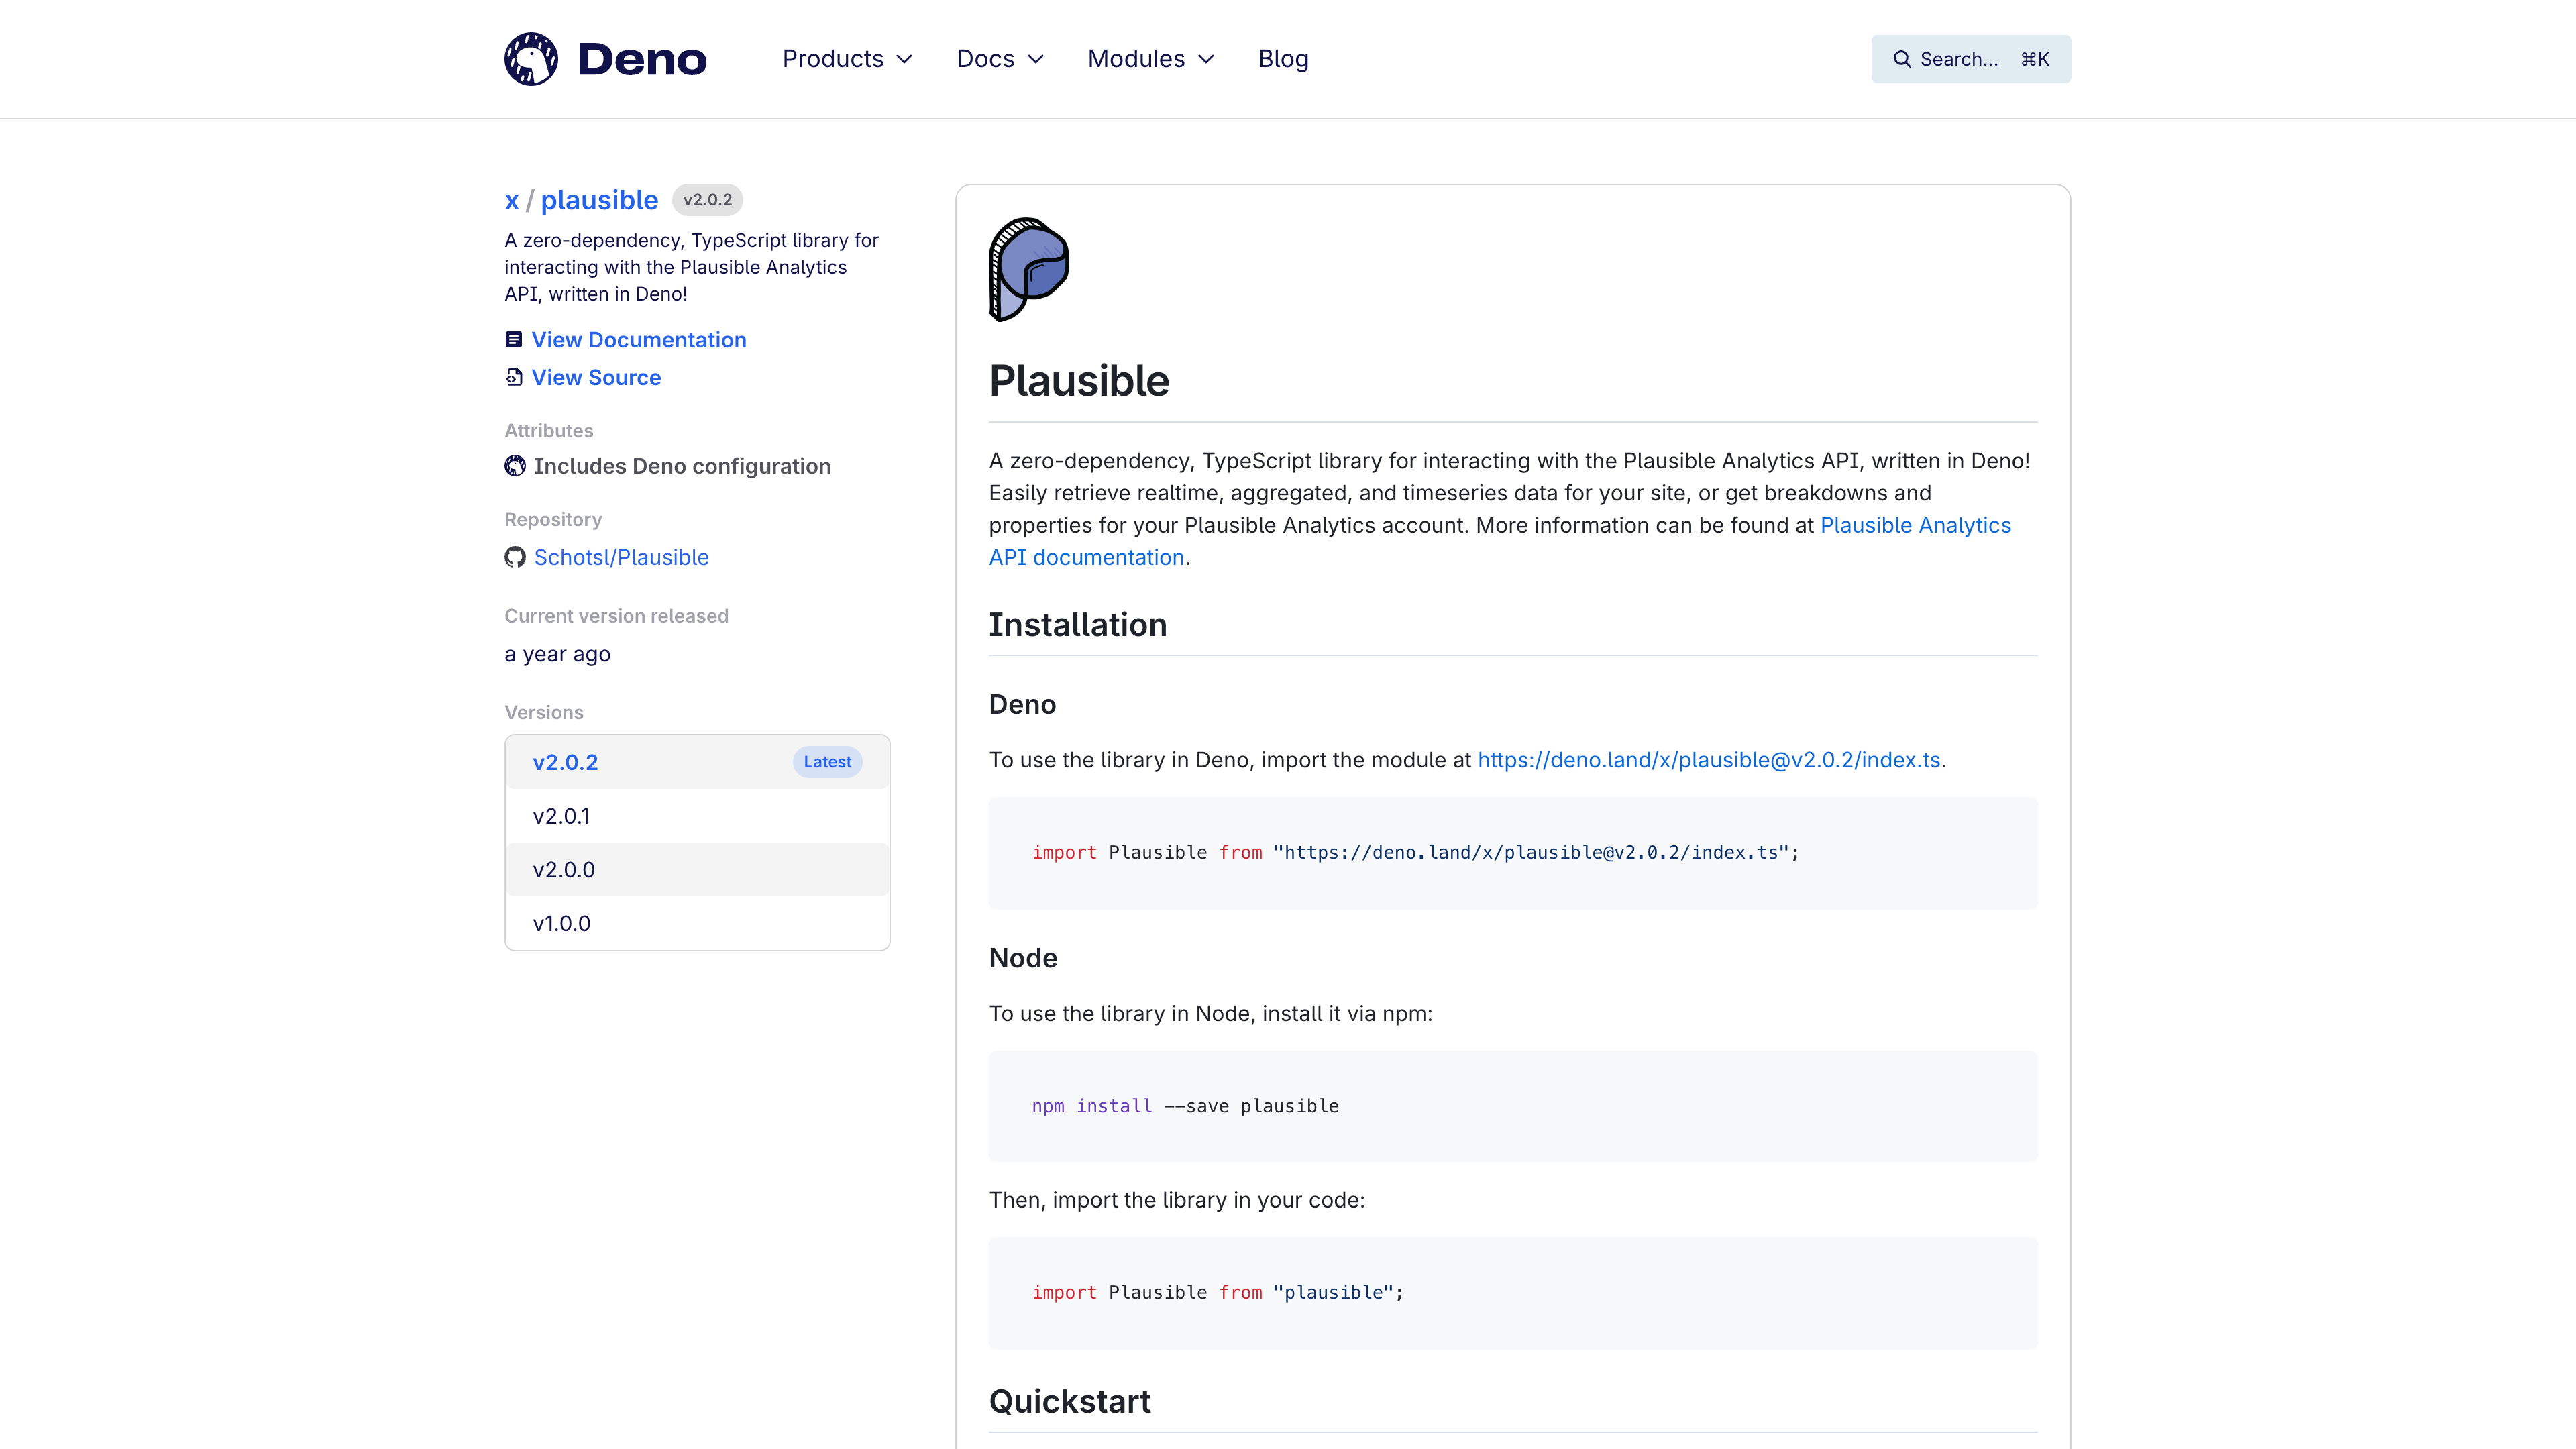 Deno
Products
Docs
Modules
Blog
Search... ⌘K
x / plausible v2.0.2
A zero-dependency, TypeScript library for
interacting with the Plausible Analytics
API, written in Deno!
View Documentation
View Source
Attributes
Includes Deno configuration
Repository
Schotsl/Plausible
Current version released
a year ago
Versions
v2.0.2 Latest
v2.0.1
v2.0.0
v1.0.0
Plausible
A zero-dependency, TypeScript library for interacting with the Plausible Analytics API, written in Deno!
Easily retrieve realtime, aggregated, and timeseries data for your site, or get breakdowns and
properties for your Plausible Analytics account. More information can be found at Plausible Analytics
API documentation.
Installation
Deno
To use the library in Deno, import the module at https://deno.land/x/plausible@v2.0.2/index.ts.
import Plausible from "https://deno.land/x/plausible@v2.0.2/index.ts";
Node
To use the library in Node, install it via npm:
npm install --save plausible
Then, import the library in your code:
import Plausible from "plausible";
Quickstart